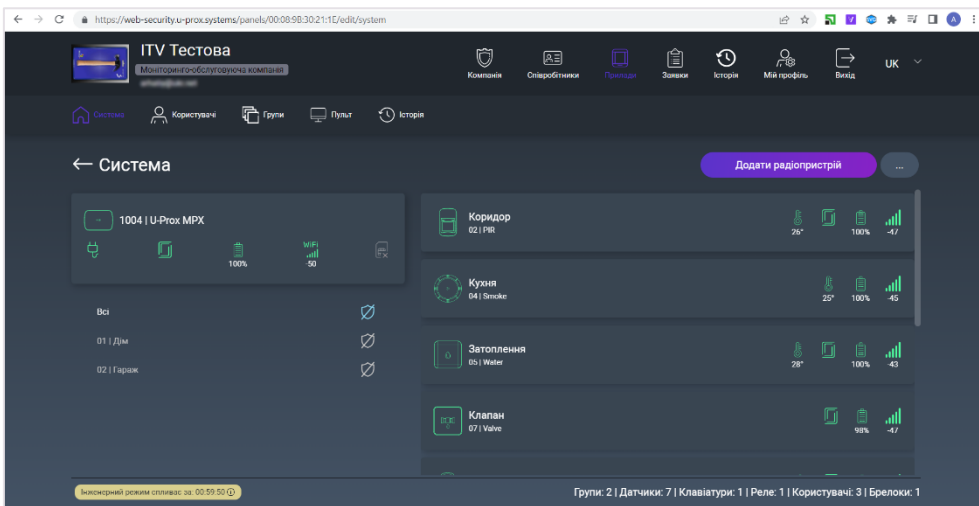 https://web-security.u-prox.systems/panels/00:08:9B:30:21:1E/edit/system
ITV Тестова
Моніторинго-обслуговуюча компанія
Компанія
Співробітники
Прилади
Заявки
Історія
Мій профіль
Вихід
UK
Система
Користувачі
Групи
Пульт
Історія
← Система
Додати радіопристрій
...
1004 | U-Prox MPX
100%
WiFi
-50
Всі
01 | Дім
02 | Гараж
Коридор
02 | PIR
26°
100%
-47
Кухня
04 | Smoke
25°
100%
-45
Затоплення
05 | Water
28°
100%
-43
Клапан
07 | Valve
98%
-47
Інженерний режим спливає за: 00:59:50
Групи: 2 | Датчики: 7 | Клавіатури: 1 | Реле: 1 | Користувачі: 3 | Брелоки: 1